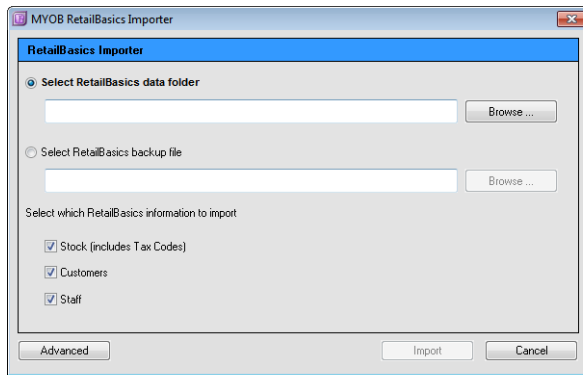 MYOB RetailBasics Importer
RetailBasics Importer
Select RetailBasics data folder
Browse ...
Select RetailBasics backup file
Browse ...
Select which RetailBasics information to import
Stock (includes Tax Codes)
Customers
Staff
Advanced
Import
Cancel